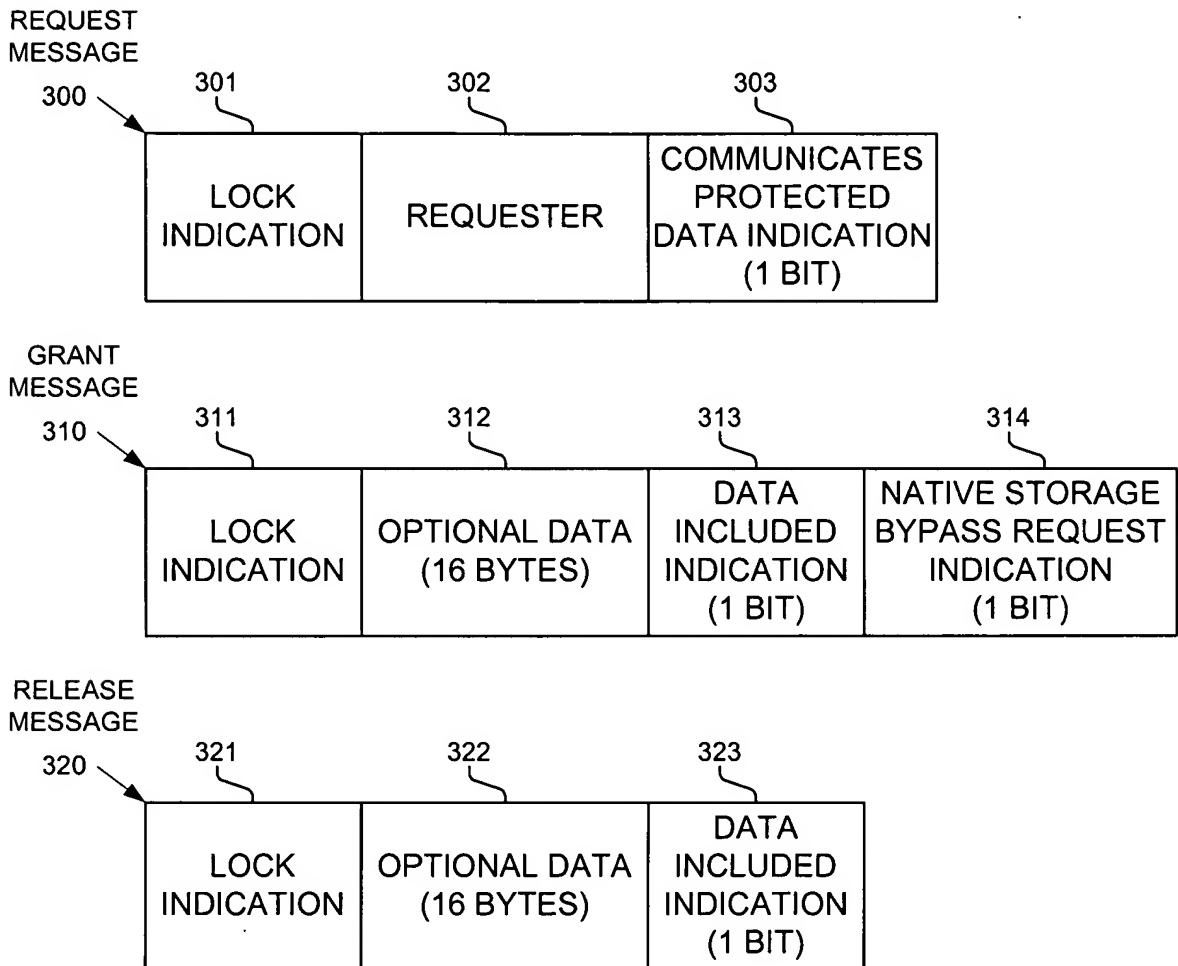 REQUEST
MESSAGE
300
301
302
303
LOCK
INDICATION
REQUESTER
COMMUNICATES
PROTECTED
DATA INDICATION
(1 BIT)
GRANT
MESSAGE
310
311
312
313
314
LOCK
INDICATION
OPTIONAL DATA
(16 BYTES)
DATA
INCLUDED
INDICATION
(1 BIT)
NATIVE STORAGE
BYPASS REQUEST
INDICATION
(1 BIT)
RELEASE
MESSAGE
320
321
322
323
LOCK
INDICATION
OPTIONAL DATA
(16 BYTES)
DATA
INCLUDED
INDICATION
(1 BIT)